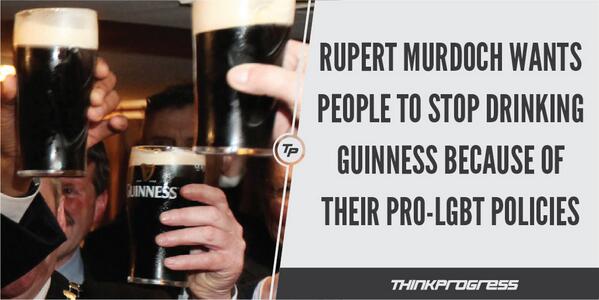 GUINNESS
TP
RUPERT MURDOCH WANTS
PEOPLE TO STOP DRINKING
GUINNESS BECAUSE OF
THEIR PRO-LGBT POLICIES
THINKPROGRESS